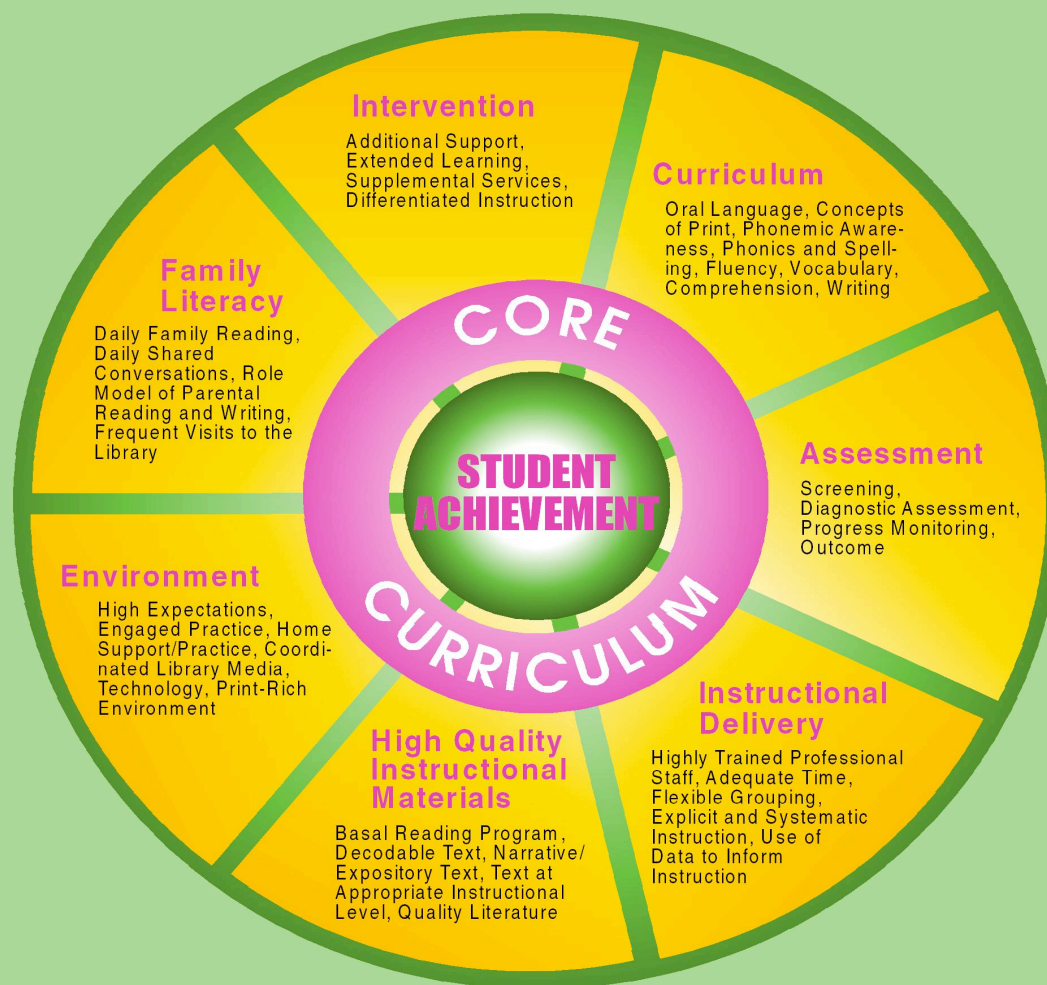 Intervention
Additional Support,
Extended Learning,
Supplemental Services,
Differentiated Instruction
Curriculum
Oral Language, Concepts
of Print, Phonemic Aware-
ness, Phonics and Spell-
ing, Fluency, Vocabulary,
Comprehension, Writing
Assessment
Screening,
Diagnostic Assessment,
Progress Monitoring,
Outcome
Instructional
Delivery
Highly Trained Professional
Staff, Adequate Time,
Flexible Grouping,
Explicit and Systematic
Instruction, Use of
Data to Inform
Instruction
High Quality
Instructional
Materials
Basal Reading Program,
Decodable Text, Narrative/
Expository Text, Text at
Appropriate Instructional
Level, Quality Literature
Environment
High Expectations,
Engaged Practice, Home
Support/Practice, Coordi-
nated Library Media,
Technology, Print-Rich
Environment
Family
Literacy
Daily Family Reading,
Daily Shared
Conversations, Role
Model of Parental
Reading and Writing,
Frequent Visits to the
Library
CORE
CURRICULUM
STUDENT
ACHIEVEMENT